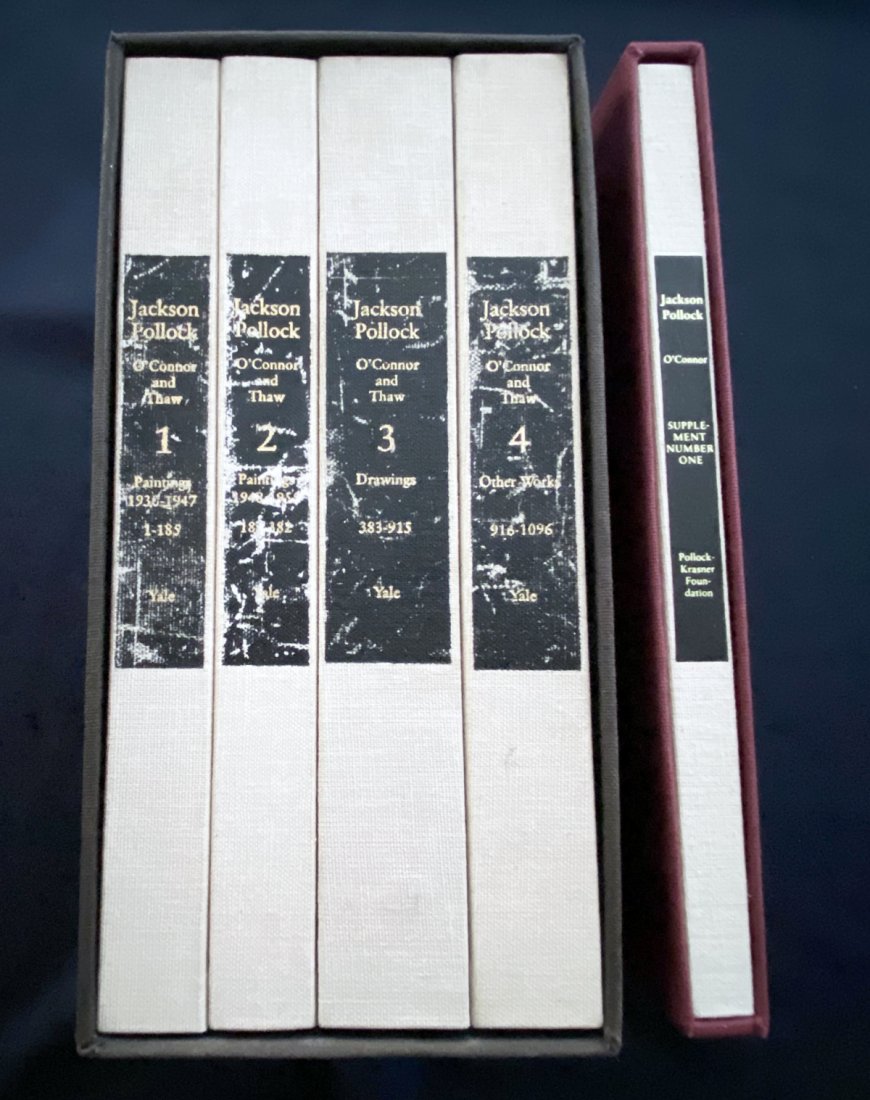 Jackson
Pollock
O'Connor
and
Thaw
1
Paintings
1930-1947
1-185
Yale
Jackson
Pollock
O'Connor
and
Thaw
2
Paintings
Yale
Jackson
Pollock
O'Connor
and
Thaw
3
Drawings
383-915
Yale
Jackson
Pollock
O'Connor
and
Thaw
4
Other Works
916-1096
Yale
Jackson
Pollock
O'Connor
SUPPLE-
MENT
NUMBER
ONE
Pollock-
Krasner
Foun-
dation